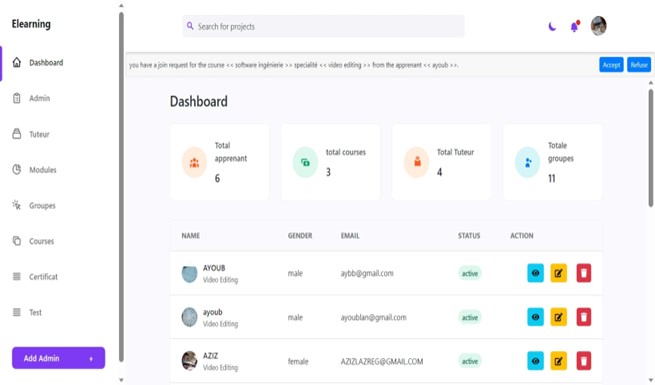 Elearning
Search for projects
Dashboard
Admin
Tuteur
Modules
Groupes
Courses
Certificat
Test
Add Admin +
you have a join request for the course << software ingénierie >> specialité << video editing >> from the apprenant << ayoub >>.
Accept Refuse
Dashboard
Total apprenant
6
total courses
3
Total Tuteur
4
Totale groupes
11
NAME GENDER EMAIL STATUS ACTION
AYOUB
Video Editing
male aybb@gmail.com active
ayoub
Video Editing
male ayoublan@gmail.com active
AZIZ
Video Editing
female AZIZLAZREG@GMAIL.COM active